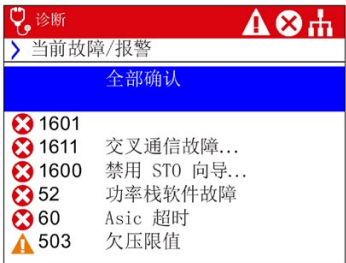 诊断
当前故障/报警
全部确认
1601
1611 交叉通信故障...
1600 禁用 STO 向导...
52 功率栈软件故障
60 Asic 超时
503 欠压限值